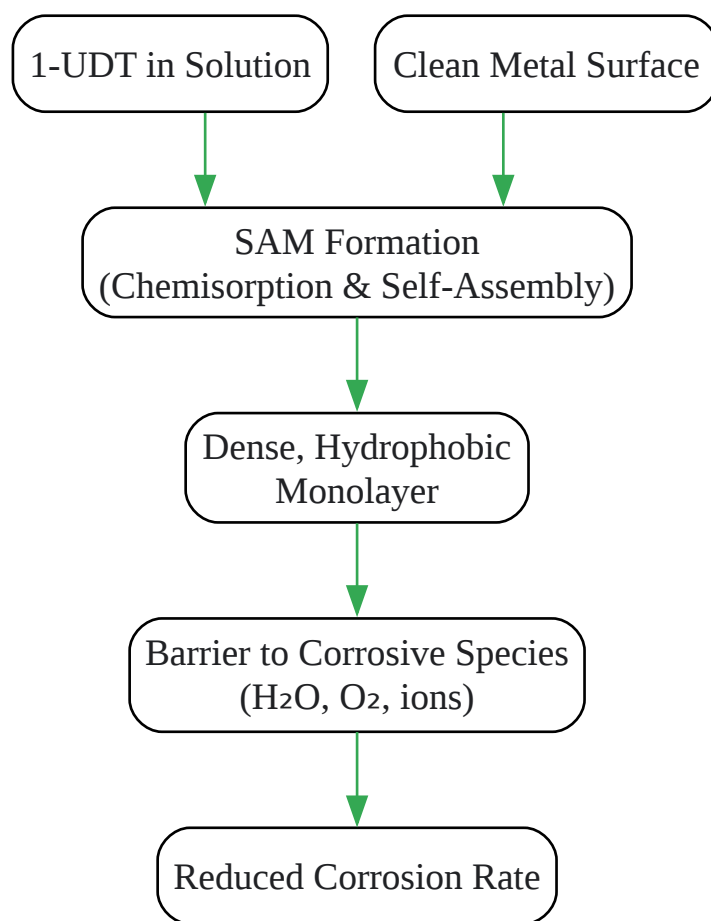 1-UDT in Solution
Clean Metal Surface
SAM Formation
(Chemisorption & Self-Assembly)
Dense, Hydrophobic
Monolayer
Barrier to Corrosive Species
(H₂O, O₂, ions)
Reduced Corrosion Rate